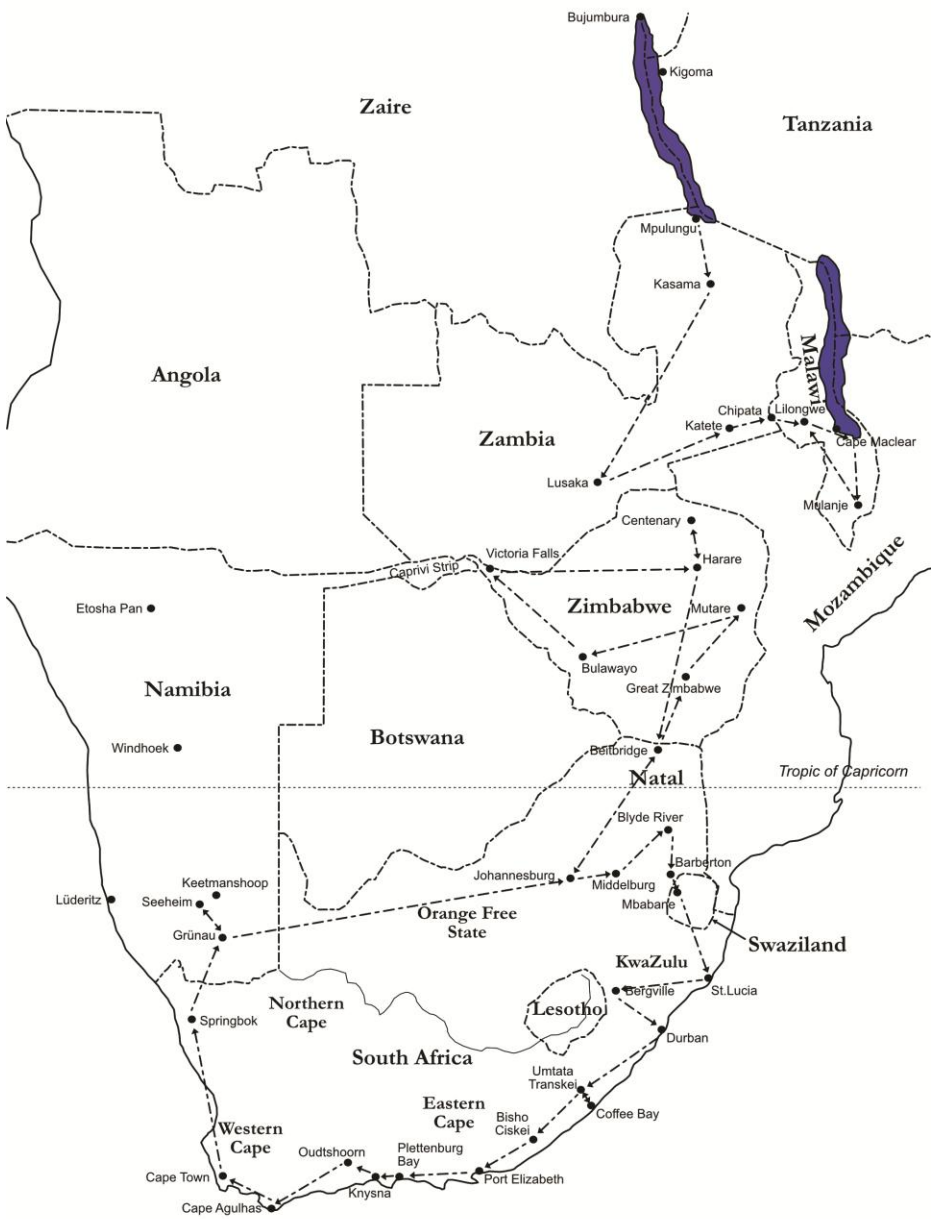 Bujumbura
Kigoma
Zaire
Tanzania
Mpulungu
Kasama
Angola
Malawi
Zambia
Chipata
Lilongwe
Katete
Cape Maclear
Lusaka
Mulanje
Centenary
Victoria Falls
Harare
Caprivi Strip
Mozambique
Etosha Pan
Zimbabwe
Mutare
Bulawayo
Great Zimbabwe
Namibia
Botswana
Windhoek
Beitbridge
Natal
Tropic of Capricorn
Blyde River
Barberton
Johannesburg
Middelburg
Mbabane
Keetmanshoop
Seeheim
Lüderitz
Grünau
Orange Free
State
Swaziland
KwaZulu
Bergville
St.Lucia
Northern
Cape
Lesotho
Springbok
Durban
South Africa
Umtata
Transkei
Coffee Bay
Eastern
Cape
Bisho
Ciskei
Western
Cape
Oudtshoorn
Plettenburg
Bay
Cape Town
Knysna
Port Elizabeth
Cape Agulhas